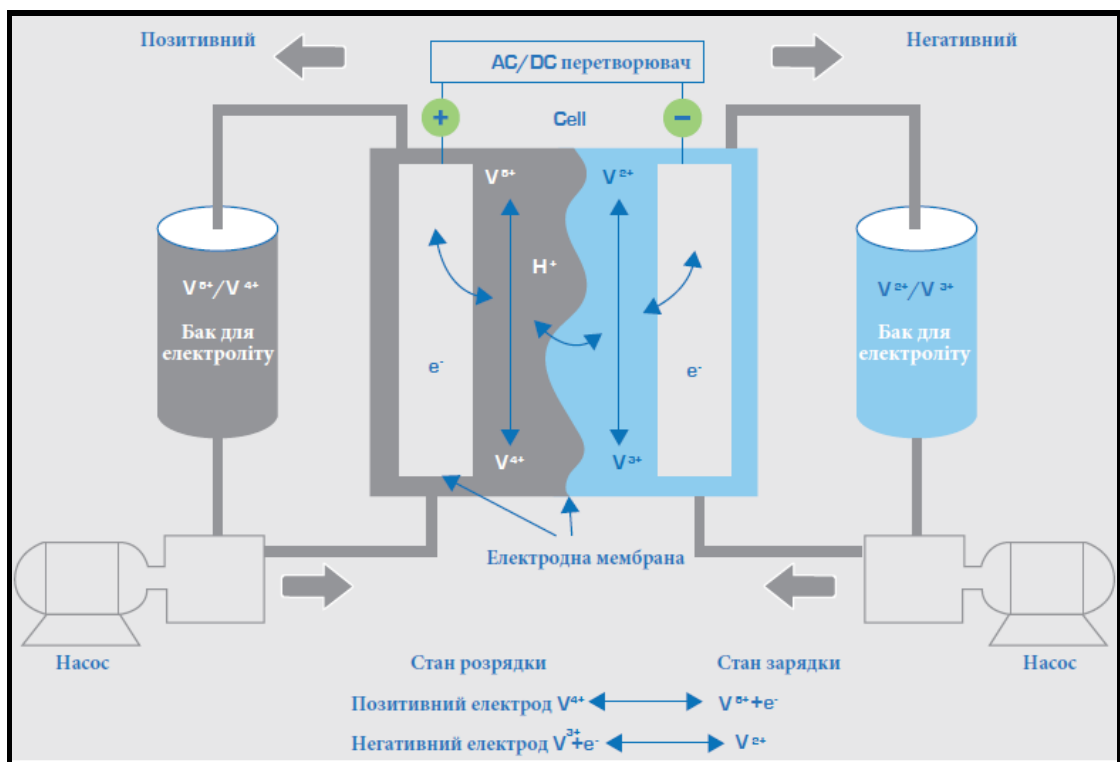 Позитивний
Негативний
AC/DC перетворювач
+
Cell
−
V⁵⁺
V²⁺
H⁺
V⁵⁺/V⁴⁺
Бак для
електроліту
V²⁺/V³⁺
Бак для
електроліту
e⁻
e⁻
V⁴⁺
V³⁺
Електродна мембрана
Насос
Стан розрядки
Стан зарядки
Насос
Позитивний електрод V⁴⁺ V⁵⁺+e⁻
Негативний електрод V³⁺+e⁻ V²⁺